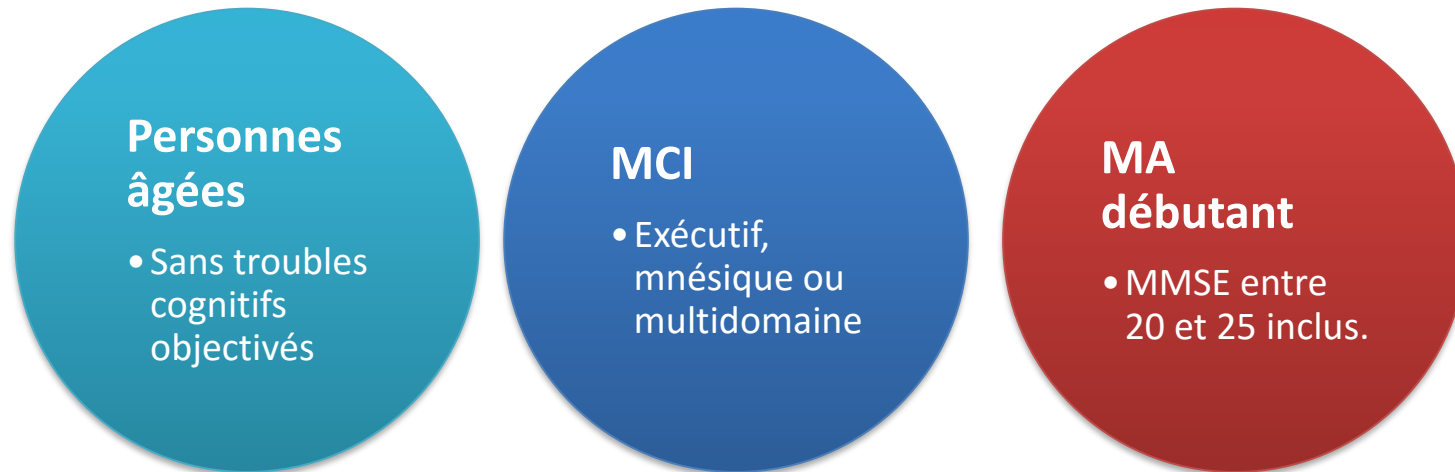 Personnes
âgées
• Sans troubles
cognitifs
objectivés
MCI
• Exécutif,
mnésique ou
multidomaine
MA
débutant
• MMSE entre
20 et 25 inclus.